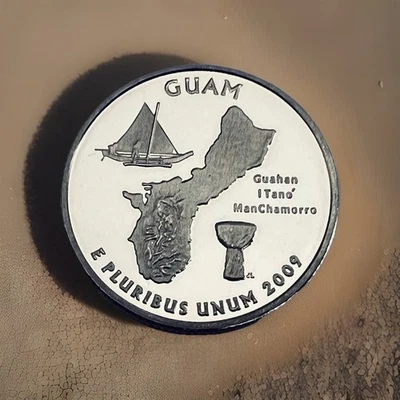 GUAM
Guahan
I Tano´
ManChamorro
E PLURIBUS UNUM 2009